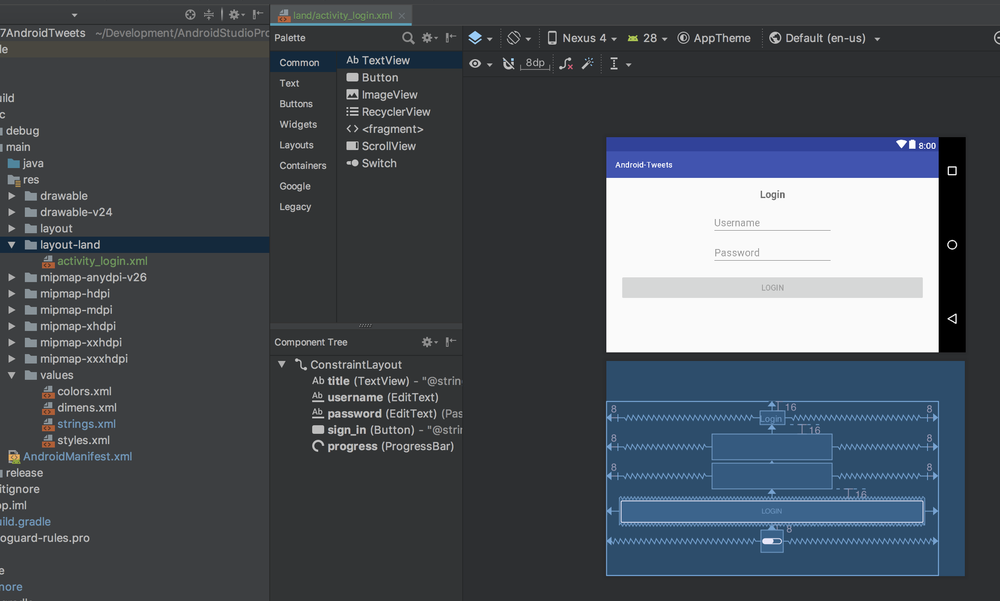 land/activity_login.xml
7AndroidTweets ~/Development/AndroidStudioPro
le
uild
c
debug
main
java
res
drawable
drawable-v24
layout
layout-land
activity_login.xml
mipmap-anydpi-v26
mipmap-hdpi
mipmap-mdpi
mipmap-xhdpi
mipmap-xxhdpi
mipmap-xxxhdpi
values
colors.xml
dimens.xml
strings.xml
styles.xml
AndroidManifest.xml
release
itignore
pp.iml
uild.gradle
oguard-rules.pro
e
nore
Palette
Common
Text
Buttons
Widgets
Layouts
Containers
Google
Legacy
Ab TextView
Button
ImageView
RecyclerView
<> <fragment>
ScrollView
Switch
Component Tree
ConstraintLayout
Ab title (TextView) - "@strin
Ab username (EditText)
Ab password (EditText) (Pas
sign_in (Button) - "@strin
progress (ProgressBar)
Nexus 4 28 AppTheme Default (en-us)
8dp
8:00
Android-Tweets
Login
Username
Password
LOGIN
8 16 8
Login
16
8 8
8 8
16
LOGIN
8